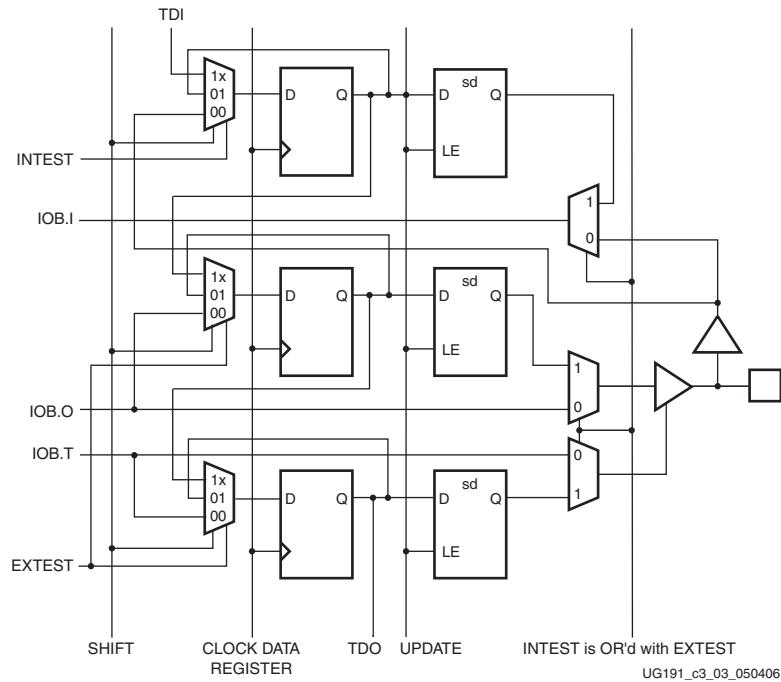 TDI
1x
01
00
D
Q
sd
D
Q
LE
INTEST
1
IOB.I
0
1x
01
00
D
Q
sd
D
Q
LE
1
0
IOB.O
IOB.T
0
1x
01
00
D
Q
sd
D
Q
1
LE
EXTEST
SHIFT
CLOCK DATA
REGISTER
TDO
UPDATE
INTEST is OR'd with EXTEST
UG191_c3_03_050406